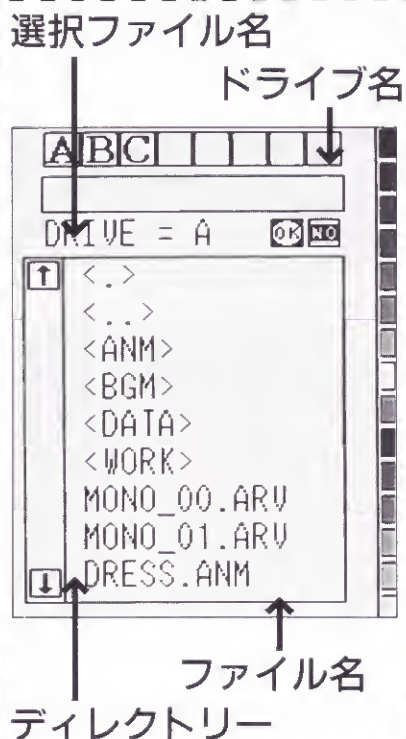 選択ファイル名
ドライブ名
A B C
DRIVE = A OK NO
↑ <.>
<..>
<ANM>
<BGM>
<DATA>
<WORK>
MONO_00.ARV
MONO_01.ARV
↓ DRESS.ANM
ファイル名
ディレクトリー